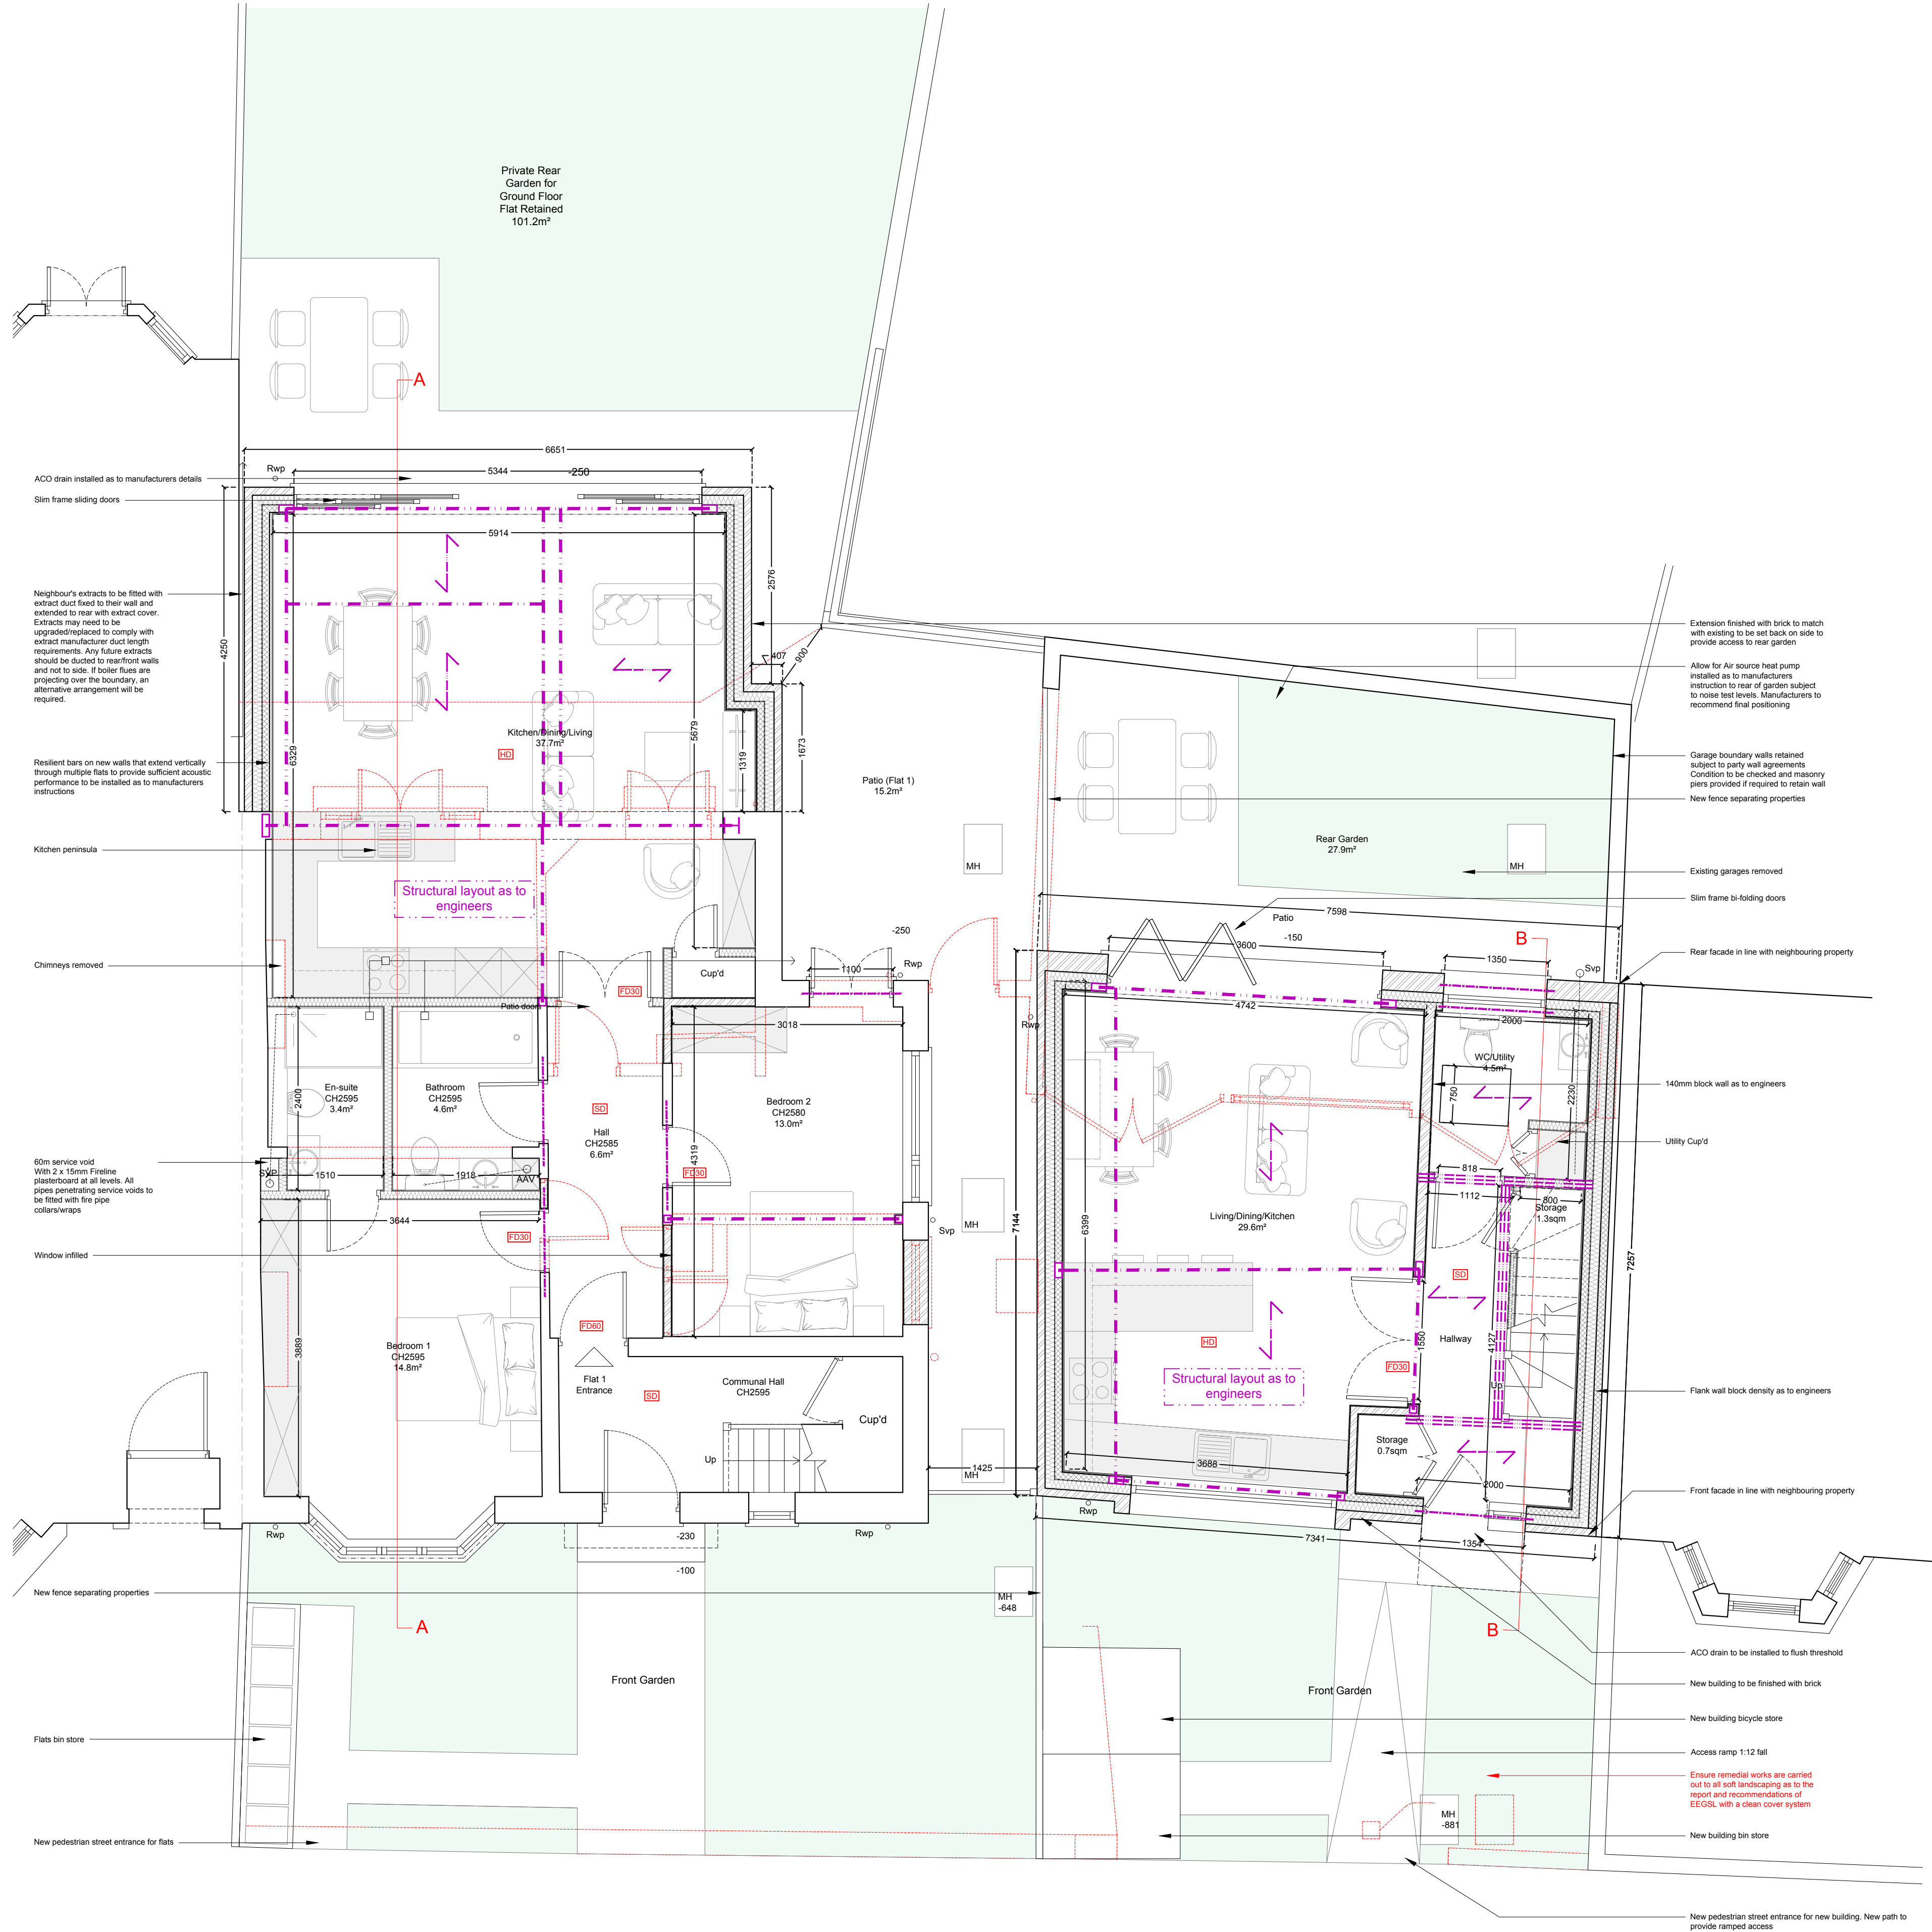 Private Rear
Garden for
Ground Floor
Flat Retained
101.2m²
A
6651
Rwp
5344
-250
ACO drain installed as to manufacturers details
Slim frame sliding doors
5914
4250
2576
Neighbour's extracts to be fitted with
extract duct fixed to their wall and
extended to rear with extract cover.
Extracts may need to be
upgraded/replaced to comply with
extract manufacturer duct length
requirements. Any future extracts
should be ducted to rear/front walls
and not to side. If boiler flues are
projecting over the boundary, an
alternative arrangement will be
required.
407
900
Extension finished with brick to match
with existing to be set back on side to
provide access to rear garden
Allow for Air source heat pump
installed as to manufacturers
instruction to rear of garden subject
to noise test levels. Manufacturers to
recommend final positioning
Kitchen/Dining/Living
37.7m²
HD
6329
5679
1319
1673
Resilient bars on new walls that extend vertically
through multiple flats to provide sufficient acoustic
performance to be installed as to manufacturers
instructions
Patio (Flat 1)
15.2m²
Garage boundary walls retained
subject to party wall agreements
Condition to be checked and masonry
piers provided if required to retain wall
New fence separating properties
Kitchen peninsula
Rear Garden
27.9m²
MH
MH
Existing garages removed
Structural layout as to
engineers
Slim frame bi-folding doors
7598
Patio
-150
3600
-250
B
1350
Rear facade in line with neighbouring property
Chimneys removed
Cup'd
1100
Rwp
Svp
FD30
Patio doors
3018
4742
2000
Rwp
WC/Utility
4.5m²
750
2230
140mm block wall as to engineers
2400
En-suite
CH2595
3.4m²
Bathroom
CH2595
4.6m²
SD
Hall
CH2585
6.6m²
Bedroom 2
CH2580
13.0m²
4319
FD30
Utility Cup'd
60m service void
With 2 x 15mm Fireline
plasterboard at all levels. All
pipes penetrating service voids to
be fitted with fire pipe
collars/wraps
SVP
1510
1918
AAV
818
1112
800
Storage
1.3sqm
3644
FD30
MH
Svp
7144
6399
Living/Dining/Kitchen
29.6m²
7257
Window infilled
SD
Bedroom 1
CH2595
14.8m²
3889
FD60
Flat 1
Entrance
SD
Communal Hall
CH2595
Cup'd
Up
HD
Structural layout as to
engineers
1550
Hallway
4127
FD30
Up
Flank wall block density as to engineers
Storage
0.7sqm
1425
MH
3688
2000
Front facade in line with neighbouring property
Rwp
Rwp
Rwp
-230
-100
7341
1354
New fence separating properties
MH
-648
A
B
ACO drain to be installed to flush threshold
Front Garden
Front Garden
New building to be finished with brick
New building bicycle store
Flats bin store
Access ramp 1:12 fall
Ensure remedial works are carried
out to all soft landscaping as to the
report and recommendations of
EEGSL with a clean cover system
MH
-881
New pedestrian street entrance for flats
New building bin store
New pedestrian street entrance for new building. New path to
provide ramped access